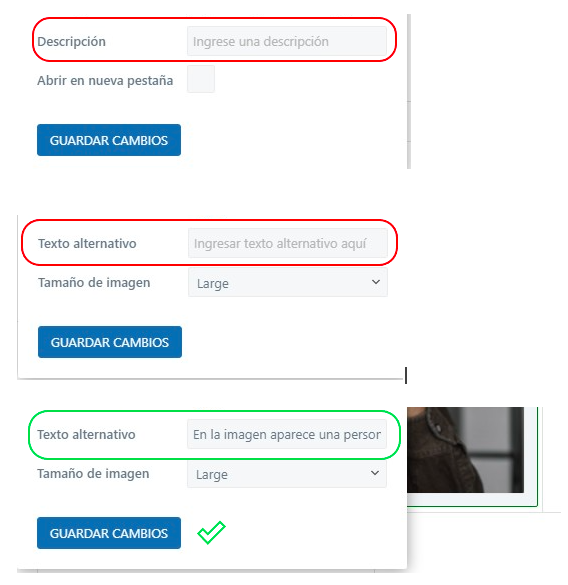 Descripción Ingrese una descripción
Abrir en nueva pestaña
GUARDAR CAMBIOS
Texto alternativo Ingresar texto alternativo aquí
Tamaño de imagen Large
GUARDAR CAMBIOS
Texto alternativo En la imagen aparece una person
Tamaño de imagen Large
GUARDAR CAMBIOS